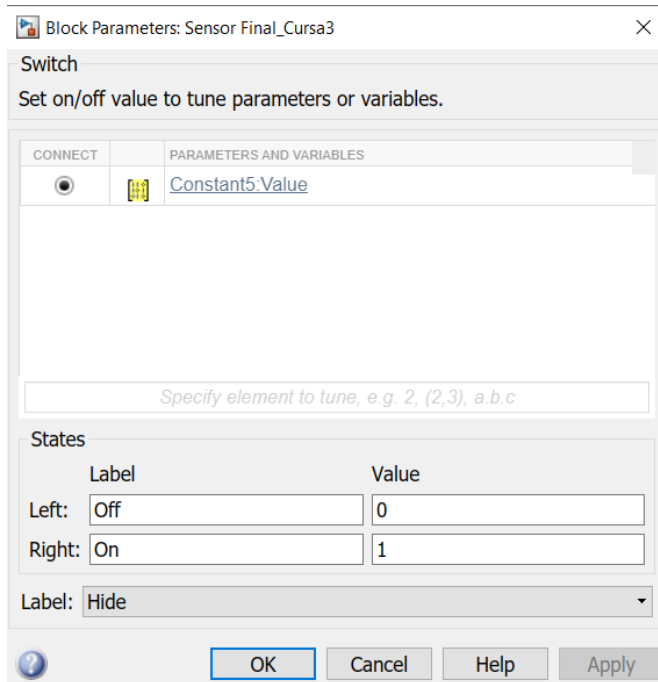 Block Parameters: Sensor Final_Cursa3
Switch
Set on/off value to tune parameters or variables.
CONNECT PARAMETERS AND VARIABLES
Constant5:Value
Specify element to tune, e.g. 2, (2,3), a.b.c
States
Label Value
Left: Off 0
Right: On 1
Label: Hide
OK Cancel Help Apply